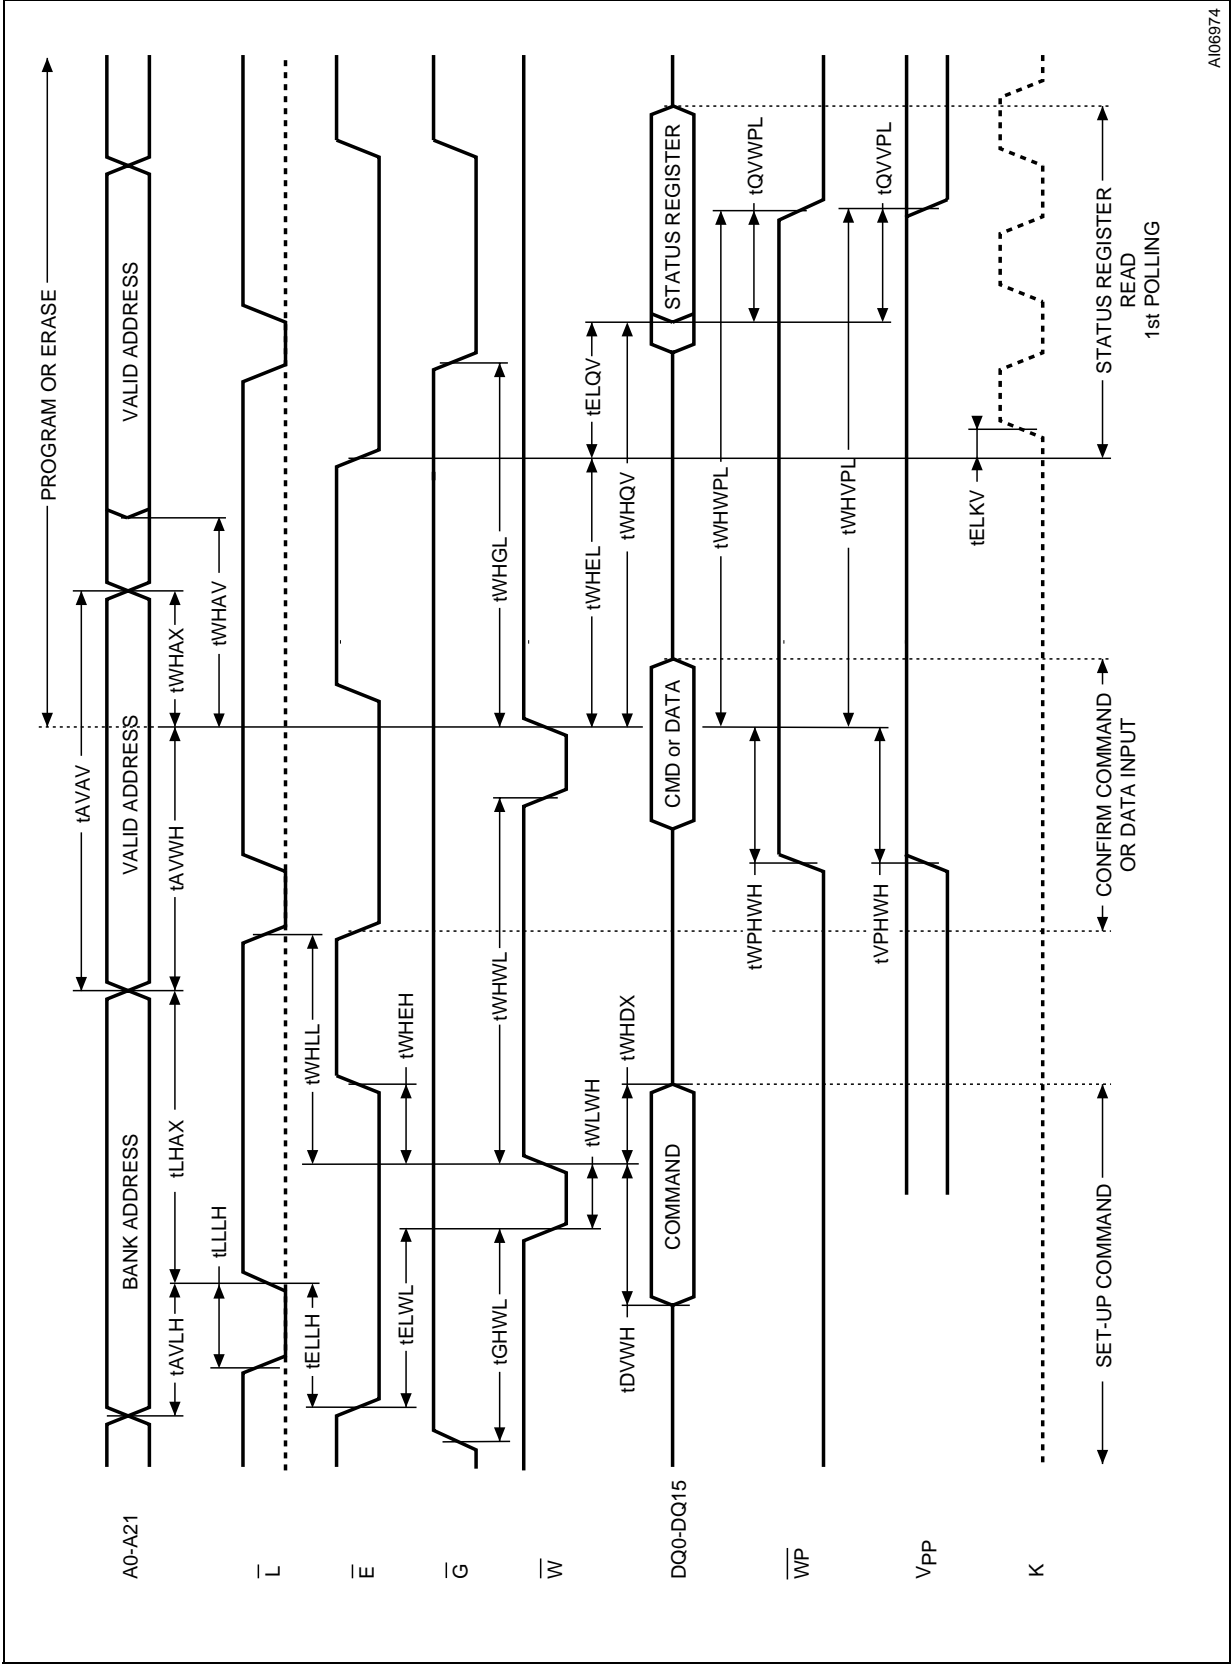 PROGRAM OR ERASE
tAVAV
A0-A21
BANK ADDRESS
VALID ADDRESS
VALID ADDRESS
tAVLH
tLHAX
tAVWH
tWHAX
tLLLH
tWHAV
L
tELLH
tWHLL
E
tELWL
tWHEH
G
tGHWL
tWHWL
tWHGL
W
tWLWH
tWHEL
tELQV
tDVWH
tWHDX
tWHQV
DQ0-DQ15
COMMAND
CMD or DATA
STATUS REGISTER
tWHWPL
tWPHWH
tQVWPL
WP
tWHVPL
tVPHWH
tQVVPL
VPP
tELKV
K
SET-UP COMMAND
CONFIRM COMMAND
OR DATA INPUT
STATUS REGISTER
READ
1st POLLING
AI06974